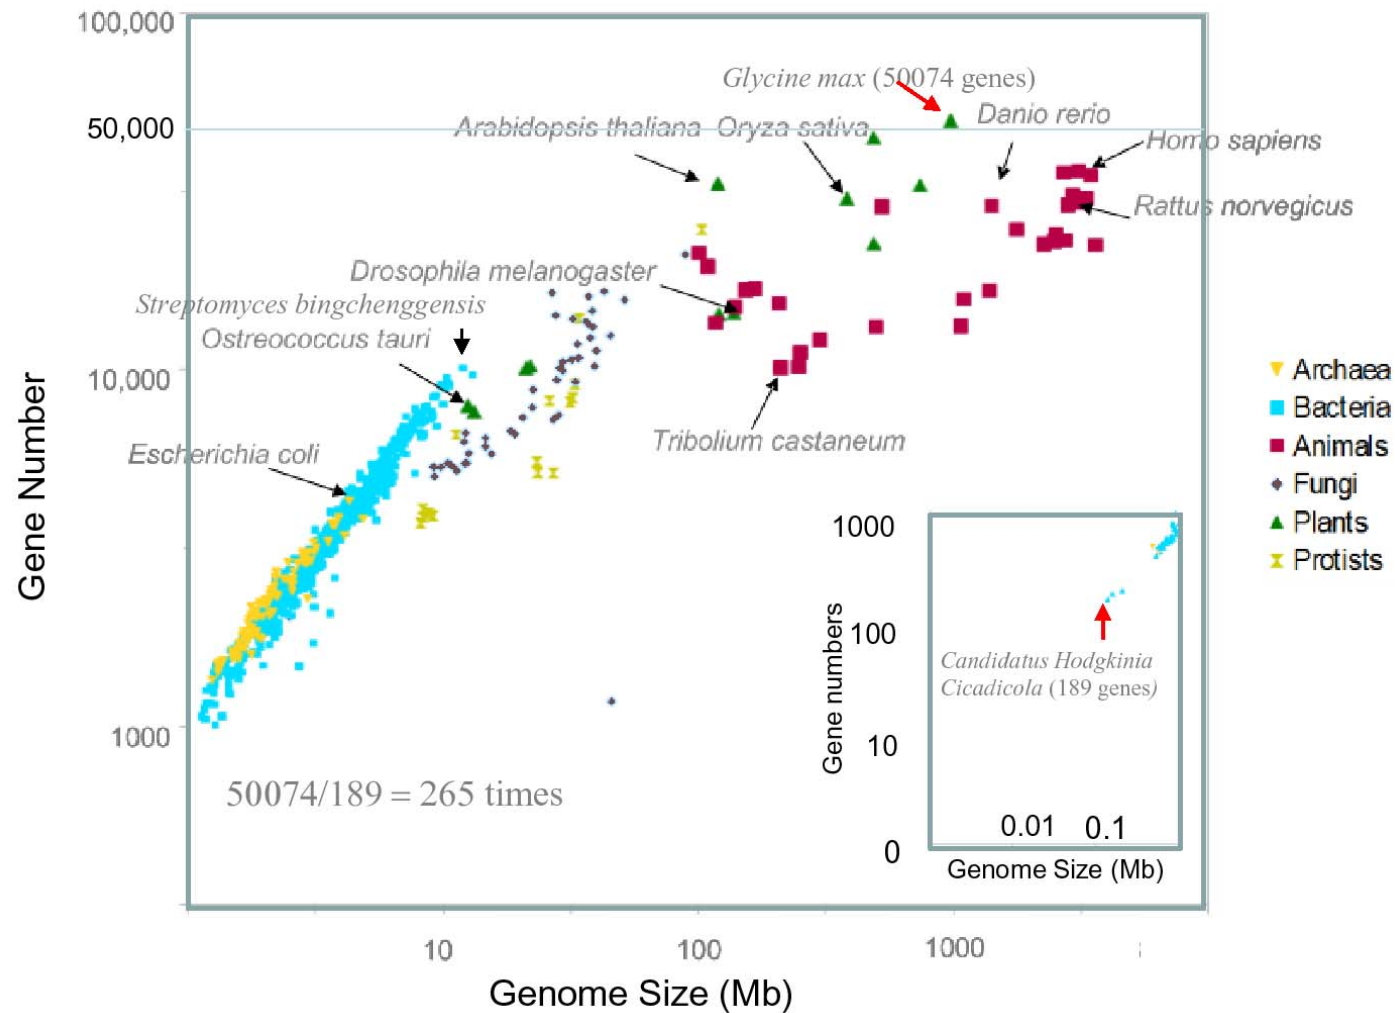 100,000
Glycine max (50074 genes)
Danio rerio
50,000
Arabidopsis thaliana
Oryza sativa
Homo sapiens
Rattus norvegicus
Drosophila melanogaster
Streptomyces bingchenggensis
Ostreococcus tauri
10,000
Archaea
Bacteria
Animals
Fungi
Plants
Protists
Tribolium castaneum
Escherichia coli
Gene Number
1000
50074/189 = 265 times
1000
100
10
0
Gene numbers
Candidatus Hodgkinia
Cicadicola (189 genes)
0.01
0.1
Genome Size (Mb)
10
100
1000
Genome Size (Mb)